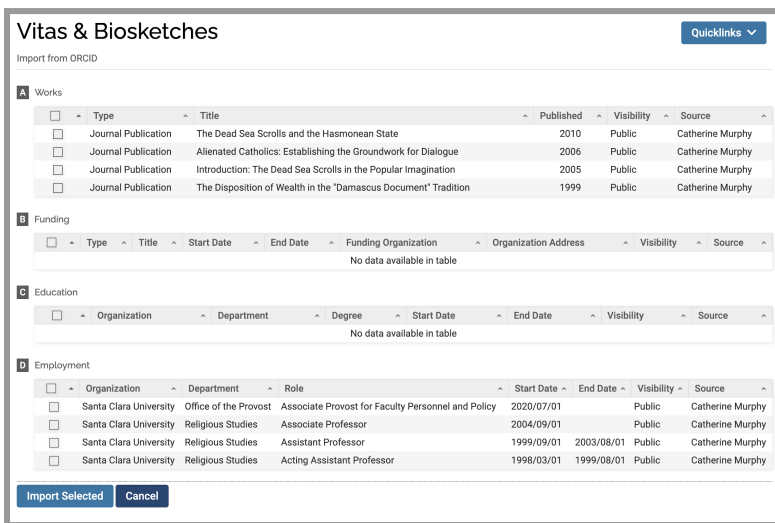 Vitas & Biosketches
Quicklinks
Import from ORCID
A Works
Type Title Published Visibility Source
Journal Publication The Dead Sea Scrolls and the Hasmonean State 2010 Public Catherine Murphy
Journal Publication Alienated Catholics: Establishing the Groundwork for Dialogue 2006 Public Catherine Murphy
Journal Publication Introduction: The Dead Sea Scrolls in the Popular Imagination 2005 Public Catherine Murphy
Journal Publication The Disposition of Wealth in the "Damascus Document" Tradition 1999 Public Catherine Murphy
B Funding
Type Title Start Date End Date Funding Organization Organization Address Visibility Source
No data available in table
C Education
Organization Department Degree Start Date End Date Visibility Source
No data available in table
D Employment
Organization Department Role Start Date End Date Visibility Source
Santa Clara University Office of the Provost Associate Provost for Faculty Personnel and Policy 2020/07/01 Public Catherine Murphy
Santa Clara University Religious Studies Associate Professor 2004/09/01 Public Catherine Murphy
Santa Clara University Religious Studies Assistant Professor 1999/09/01 2003/08/01 Public Catherine Murphy
Santa Clara University Religious Studies Acting Assistant Professor 1998/03/01 1999/08/01 Public Catherine Murphy
Import Selected Cancel